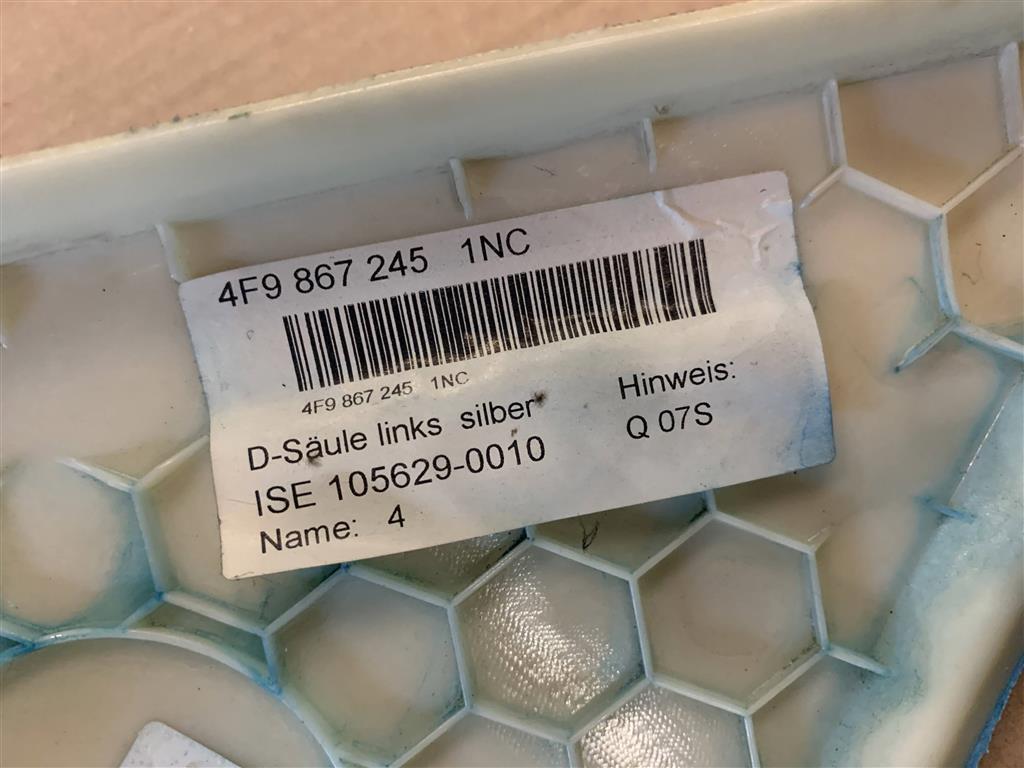 4F9 867 245 1NC
4F9 867 245 1NC
D-Säule links silber
ISE 105629-0010
Name: 4
Hinweis:
Q 07S